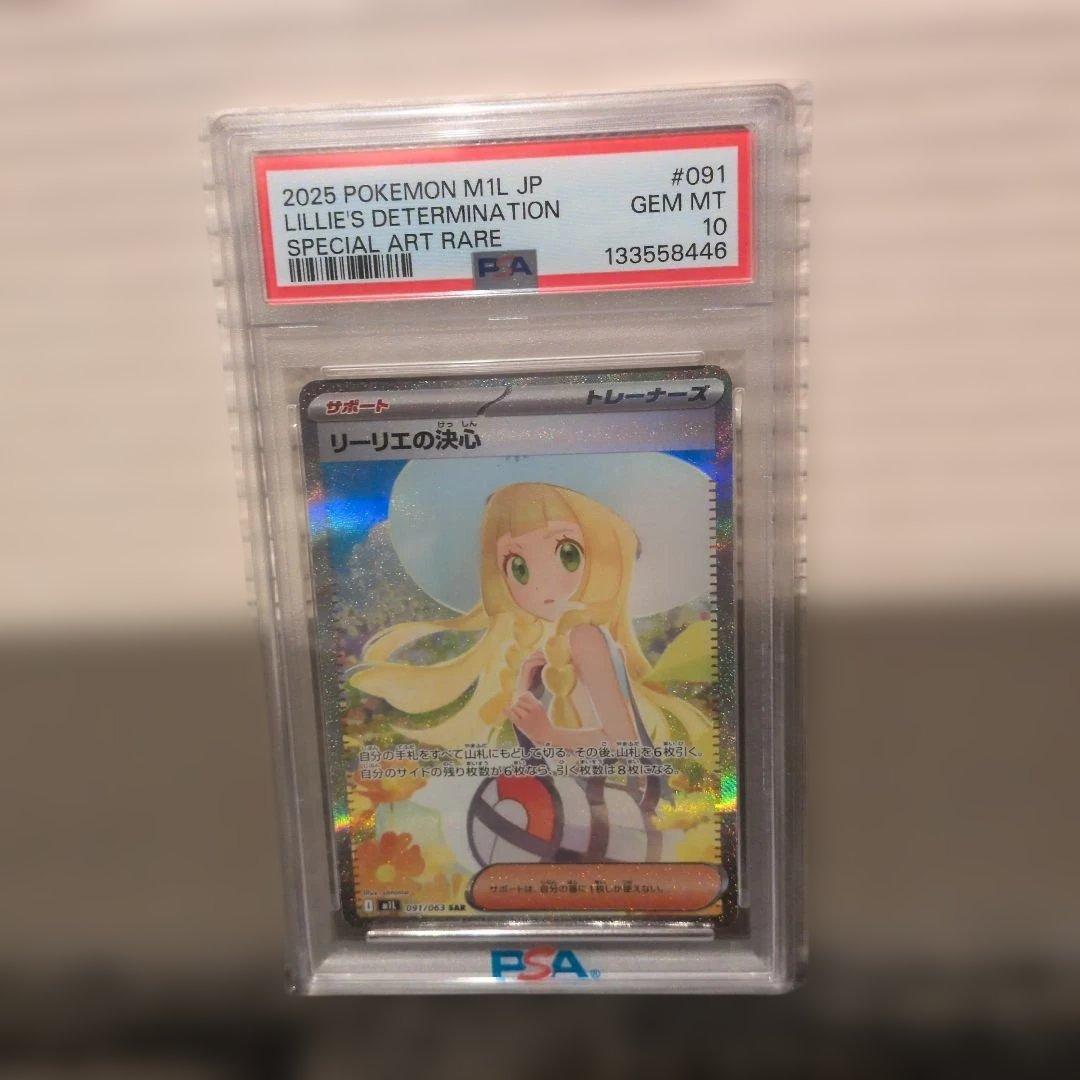 2025 POKEMON M1L JP #091
LILLIE'S DETERMINATION GEM MT
SPECIAL ART RARE 10
133558446
PSA
サポート トレーナーズ
けっしん
リーリエの決心
自分の手札をすべて山札にもどして切る。その後、山札を6枚引く。
自分のサイドの残り枚数が6枚なら、引く枚数は8枚になる。
サポートは、自分の番に1枚しか使えない。
m1L 091/063 SAR
PSA®